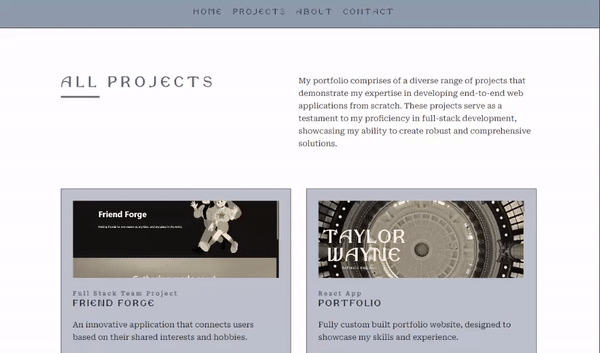 HOME PROJECTS ABOUT CONTACT
ALL PROJECTS
My portfolio comprises of a diverse range of projects that
demonstrate my expertise in developing end-to-end web
applications from scratch. These projects serve as a
testament to my proficiency in full-stack development,
showcasing my ability to create robust and comprehensive
solutions.
Friend Forge
Full Stack Team Project
FRIEND FORGE
An innovative application that connects users
based on their shared interests and hobbies.
TAYLOR
WAYNE
React App
PORTFOLIO
Fully custom built portfolio website, designed to
showcase my skills and experience.